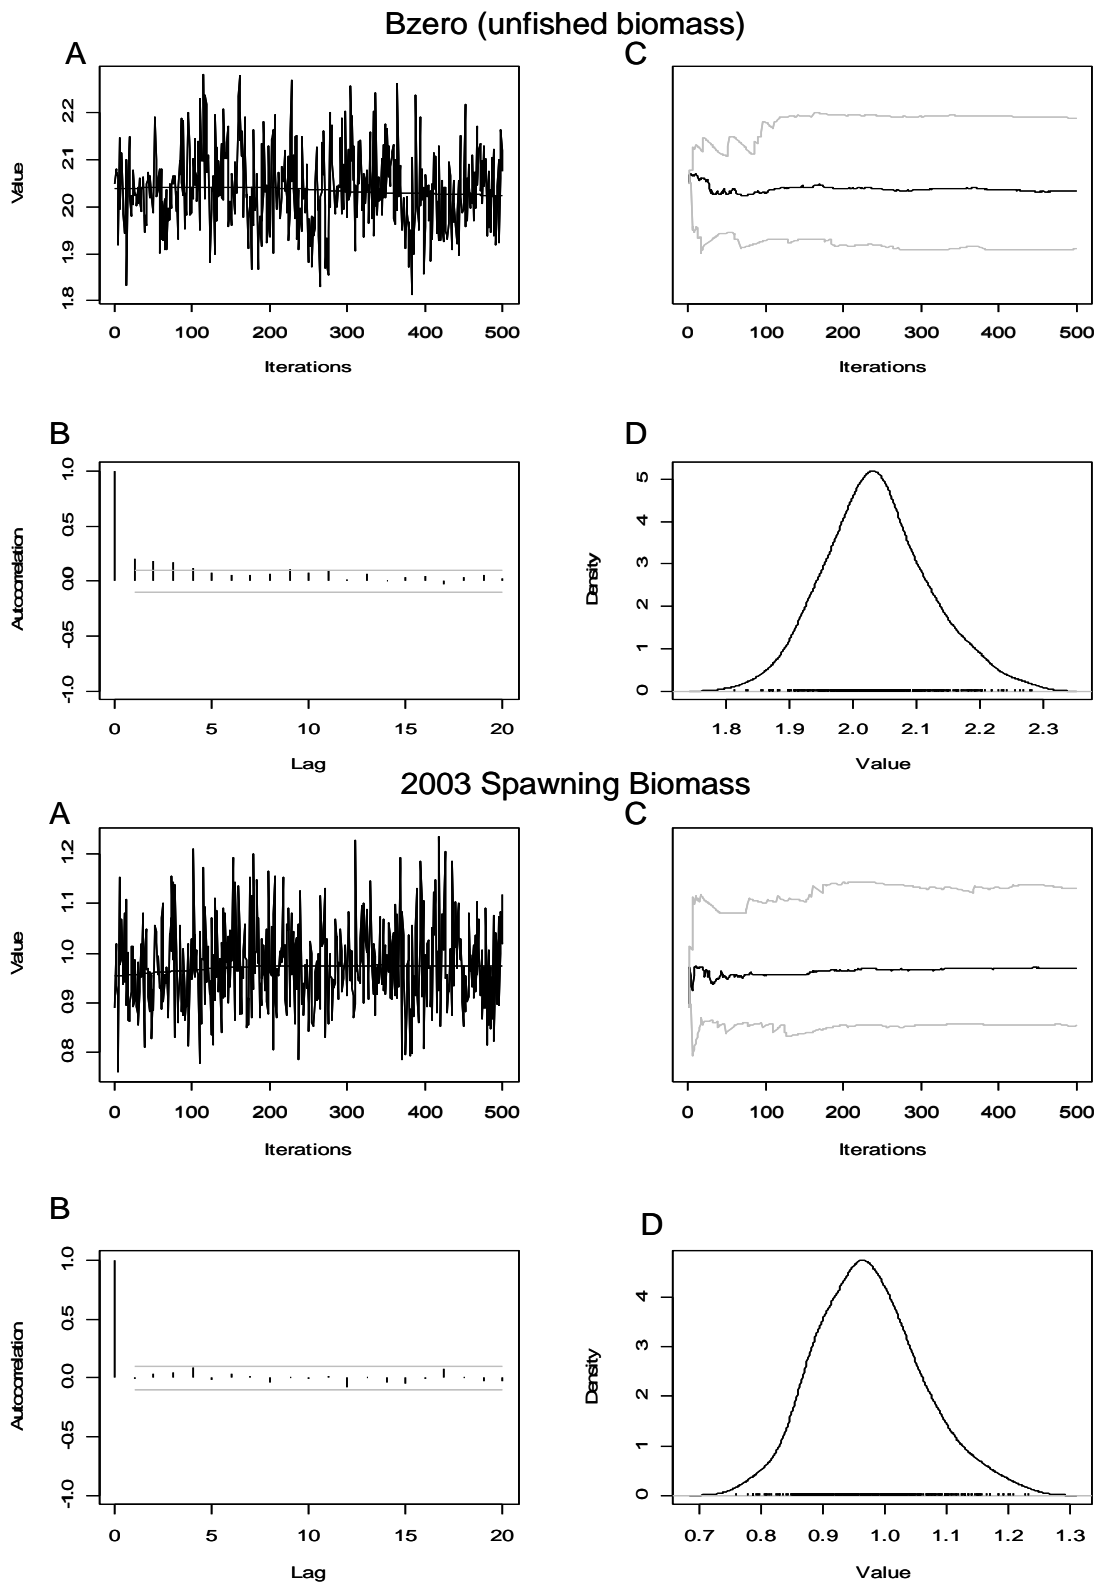 Bzero (unfished biomass)
A
C
Value
2.2
2.1
2.0
1.9
1.8
0 100 200 300 400 500
Iterations
0 100 200 300 400 500
Iterations
B
D
Autocorrelation
1.0
0.5
0.0
-0.5
-1.0
0 5 10 15 20
Lag
Density
5
4
3
2
1
0
1.8 1.9 2.0 2.1 2.2 2.3
Value
2003 Spawning Biomass
A
C
Value
1.2
1.1
1.0
0.9
0.8
0 100 200 300 400 500
Iterations
0 100 200 300 400 500
Iterations
B
D
Autocorrelation
1.0
0.5
0.0
-0.5
-1.0
0 5 10 15 20
Lag
Density
4
3
2
1
0
0.7 0.8 0.9 1.0 1.1 1.2 1.3
Value